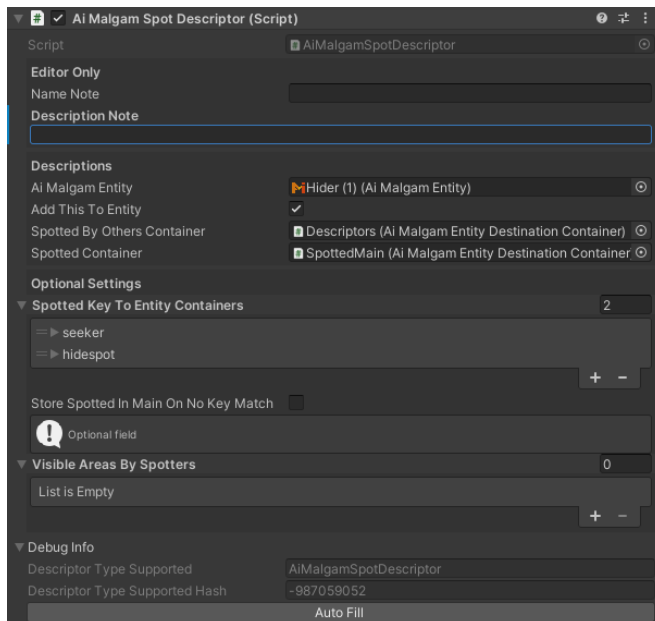 Ai Malgam Spot Descriptor (Script)
Script AiMalgamSpotDescriptor
Editor Only
Name Note
Description Note
Descriptions
Ai Malgam Entity Hider (1) (Ai Malgam Entity)
Add This To Entity
Spotted By Others Container Descriptors (Ai Malgam Entity Destination Container)
Spotted Container SpottedMain (Ai Malgam Entity Destination Container
Optional Settings
Spotted Key To Entity Containers 2
seeker
hidespot
+ -
Store Spotted In Main On No Key Match
Optional field
Visible Areas By Spotters 0
List is Empty
+ -
Debug Info
Descriptor Type Supported AiMalgamSpotDescriptor
Descriptor Type Supported Hash -987059052
Auto Fill